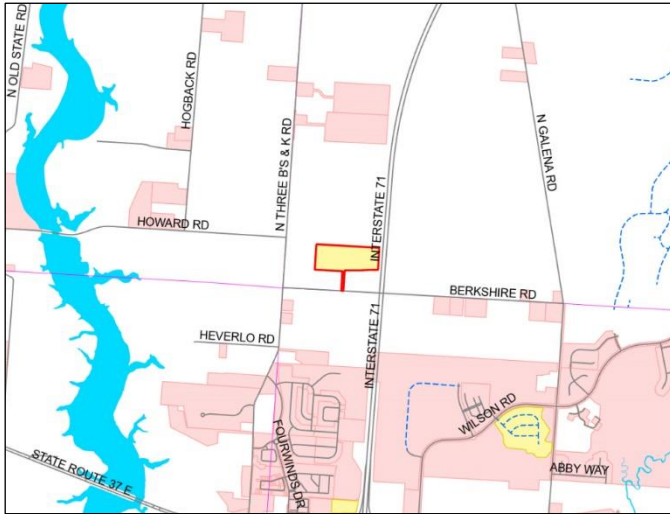 N OLD STATE RD
HOGBACK RD
N THREE B'S & K RD
INTERSTATE 71
N GALENA RD
HOWARD RD
BERKSHIRE RD
HEVERLO RD
INTERSTATE 71
WILSON RD
FOURWINDS DR
STATE ROUTE 37 E
ABBY WAY